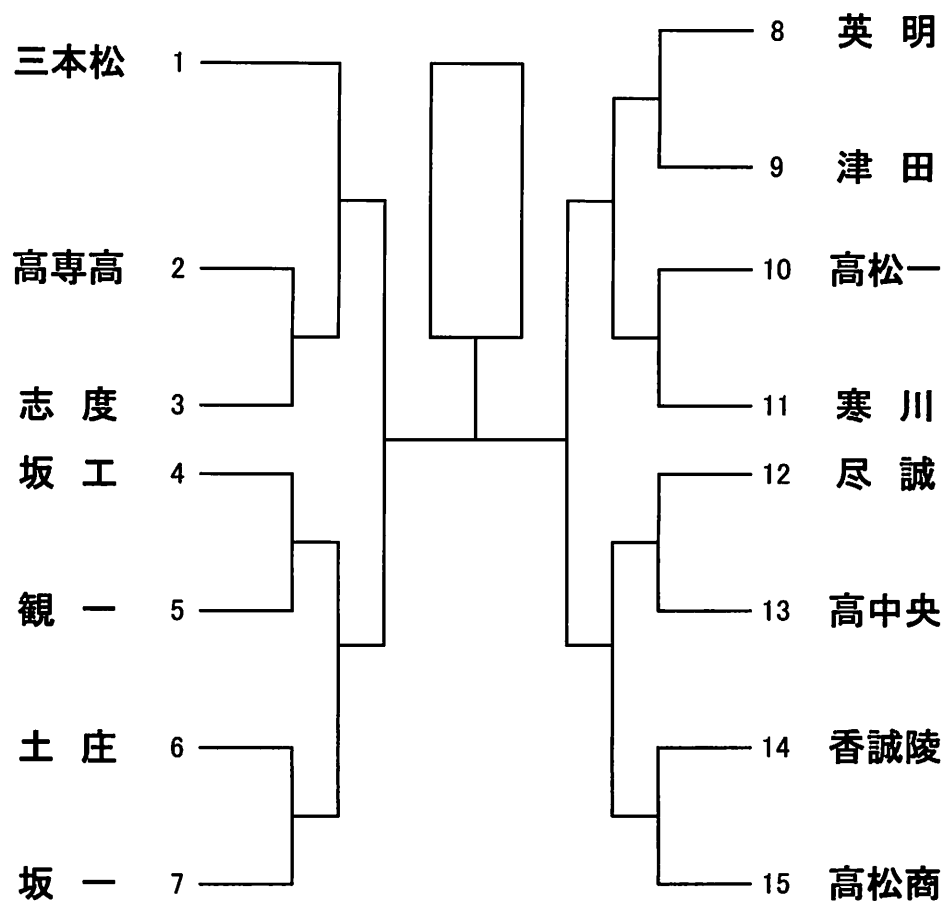 三本松 1
高専高 2
志度 3
坂工 4
観一 5
土庄 6
坂一 7
8 英明
9 津田
10 高松一
11 寒川
12 尽誠
13 高中央
14 香誠陵
15 高松商